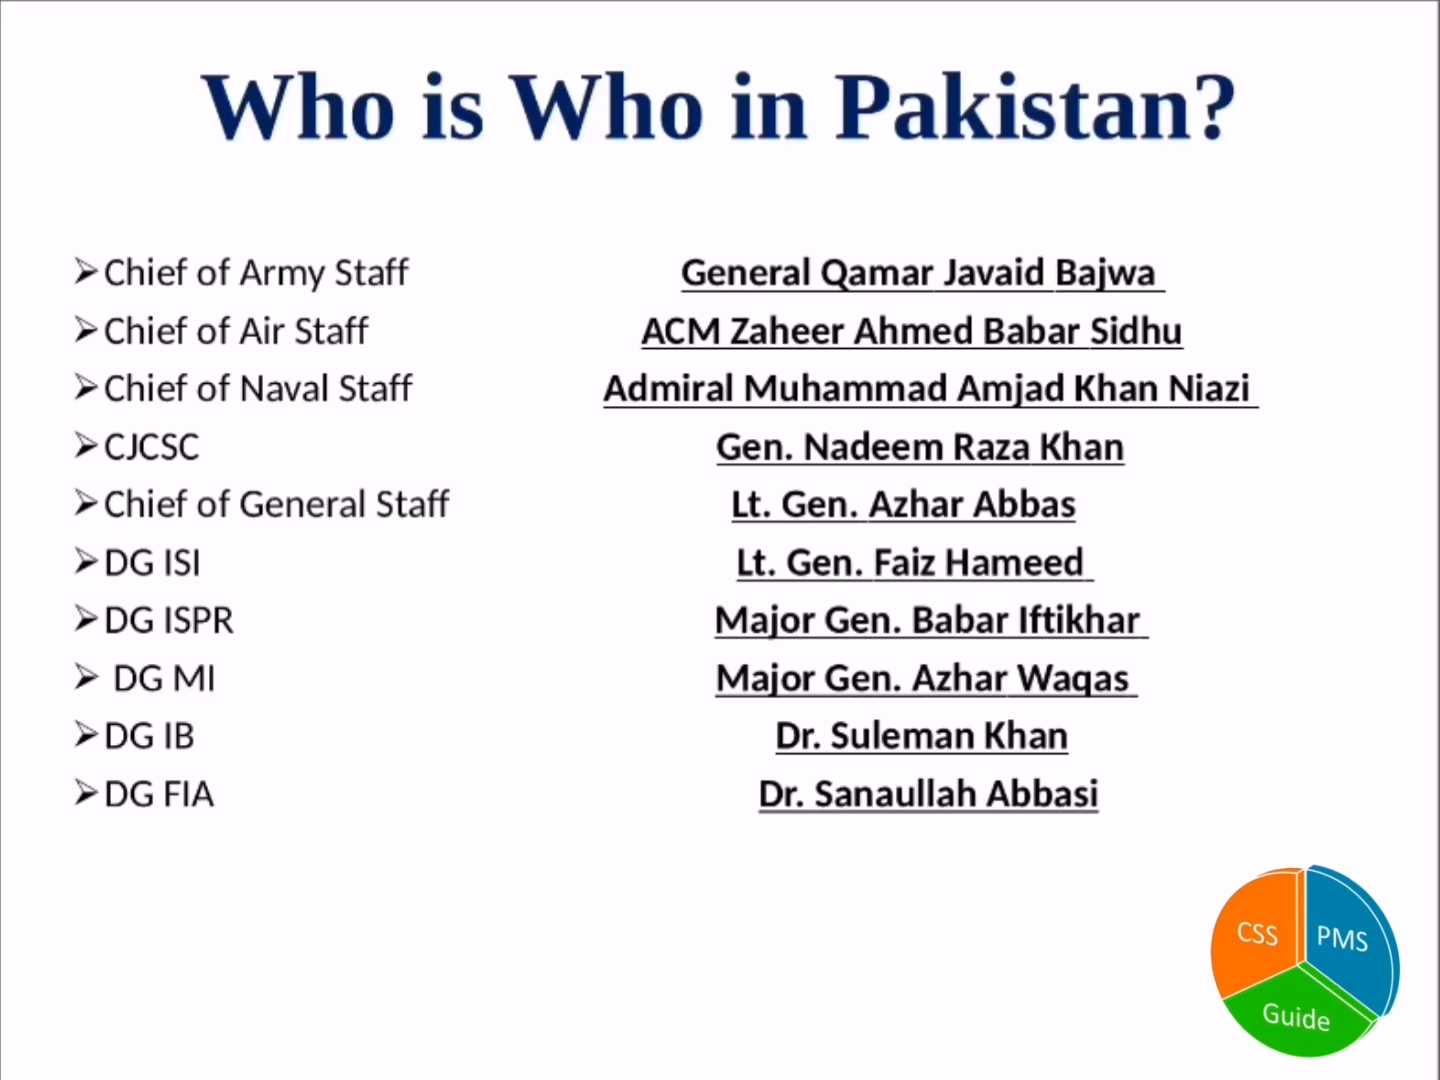 Who is Who in Pakistan?
➢Chief of Army Staff General Qamar Javaid Bajwa
➢Chief of Air Staff ACM Zaheer Ahmed Babar Sidhu
➢Chief of Naval Staff Admiral Muhammad Amjad Khan Niazi
➢CJCSC Gen. Nadeem Raza Khan
➢Chief of General Staff Lt. Gen. Azhar Abbas
➢DG ISI Lt. Gen. Faiz Hameed
➢DG ISPR Major Gen. Babar Iftikhar
➢ DG MI Major Gen. Azhar Waqas
➢DG IB Dr. Suleman Khan
➢DG FIA Dr. Sanaullah Abbasi
CSS PMS
Guide